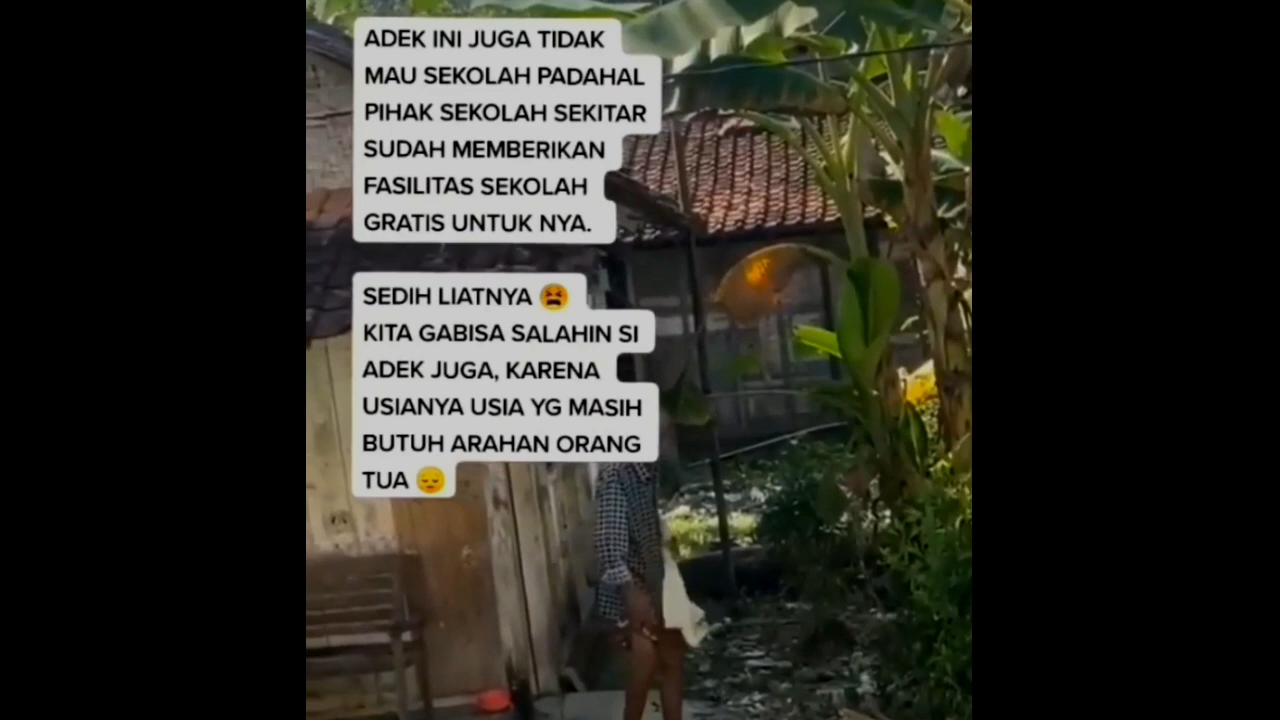 ADEK INI JUGA TIDAK
MAU SEKOLAH PADAHAL
PIHAK SEKOLAH SEKITAR
SUDAH MEMBERIKAN
FASILITAS SEKOLAH
GRATIS UNTUK NYA.
SEDIH LIATNYA 😫
KITA GABISA SALAHIN SI
ADEK JUGA, KARENA
USIANYA USIA YG MASIH
BUTUH ARAHAN ORANG
TUA 😔